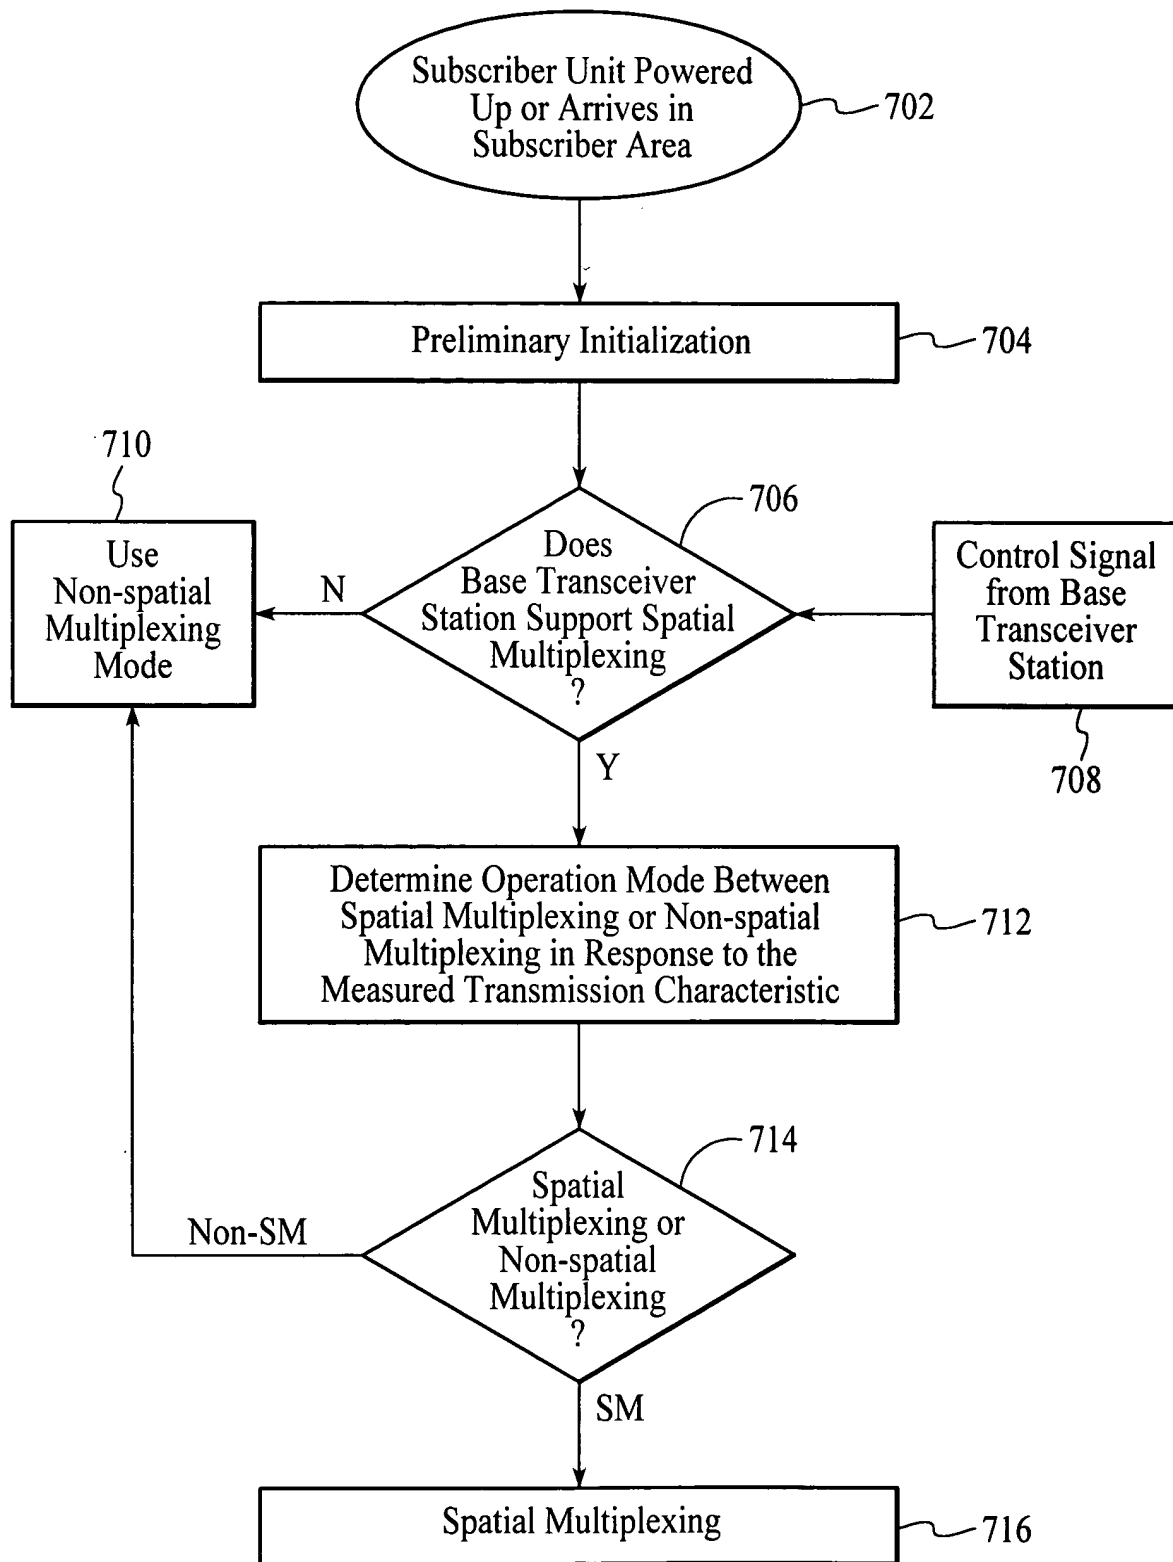 Subscriber Unit Powered
Up or Arrives in
Subscriber Area
702
Preliminary Initialization
704
710
Use
Non-spatial
Multiplexing
Mode
N
706
Does
Base Transceiver
Station Support Spatial
Multiplexing
?
Control Signal
from Base
Transceiver
Station
708
Y
Determine Operation Mode Between
Spatial Multiplexing or Non-spatial
Multiplexing in Response to the
Measured Transmission Characteristic
712
714
Spatial
Multiplexing or
Non-spatial
Multiplexing
?
Non-SM
SM
Spatial Multiplexing
716